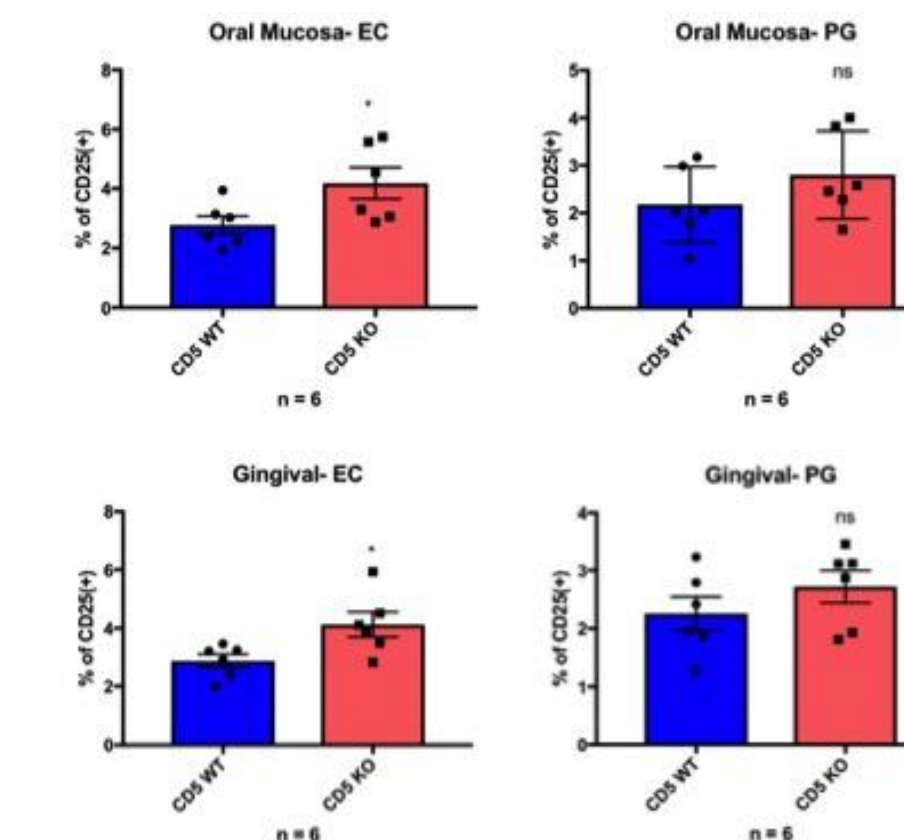 Oral Mucosa- EC
% of CD25(+)
8
6
4
2
0
*
CD5 WT
CD5 KO
n = 6
Oral Mucosa- PG
% of CD25(+)
5
4
3
2
1
0
ns
CD5 WT
CD5 KO
n = 6
Gingival- EC
% of CD25(+)
8
6
4
2
0
*
CD5 WT
CD5 KO
n = 6
Gingival- PG
% of CD25(+)
4
3
2
1
0
ns
CD5 WT
CD5 KO
n = 6